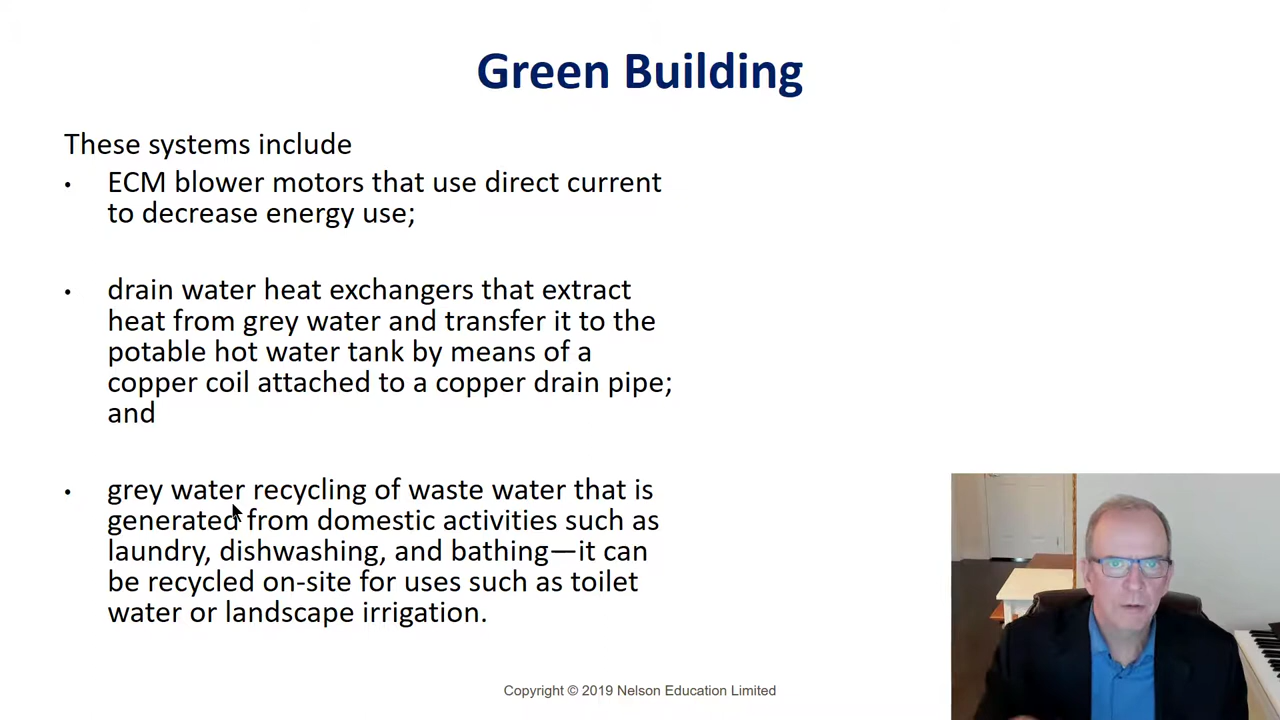 Green Building
These systems include
• ECM blower motors that use direct current
to decrease energy use;
• drain water heat exchangers that extract
heat from grey water and transfer it to the
potable hot water tank by means of a
copper coil attached to a copper drain pipe;
and
• grey water recycling of waste water that is
generated from domestic activities such as
laundry, dishwashing, and bathing—it can
be recycled on-site for uses such as toilet
water or landscape irrigation.
Copyright © 2019 Nelson Education Limited